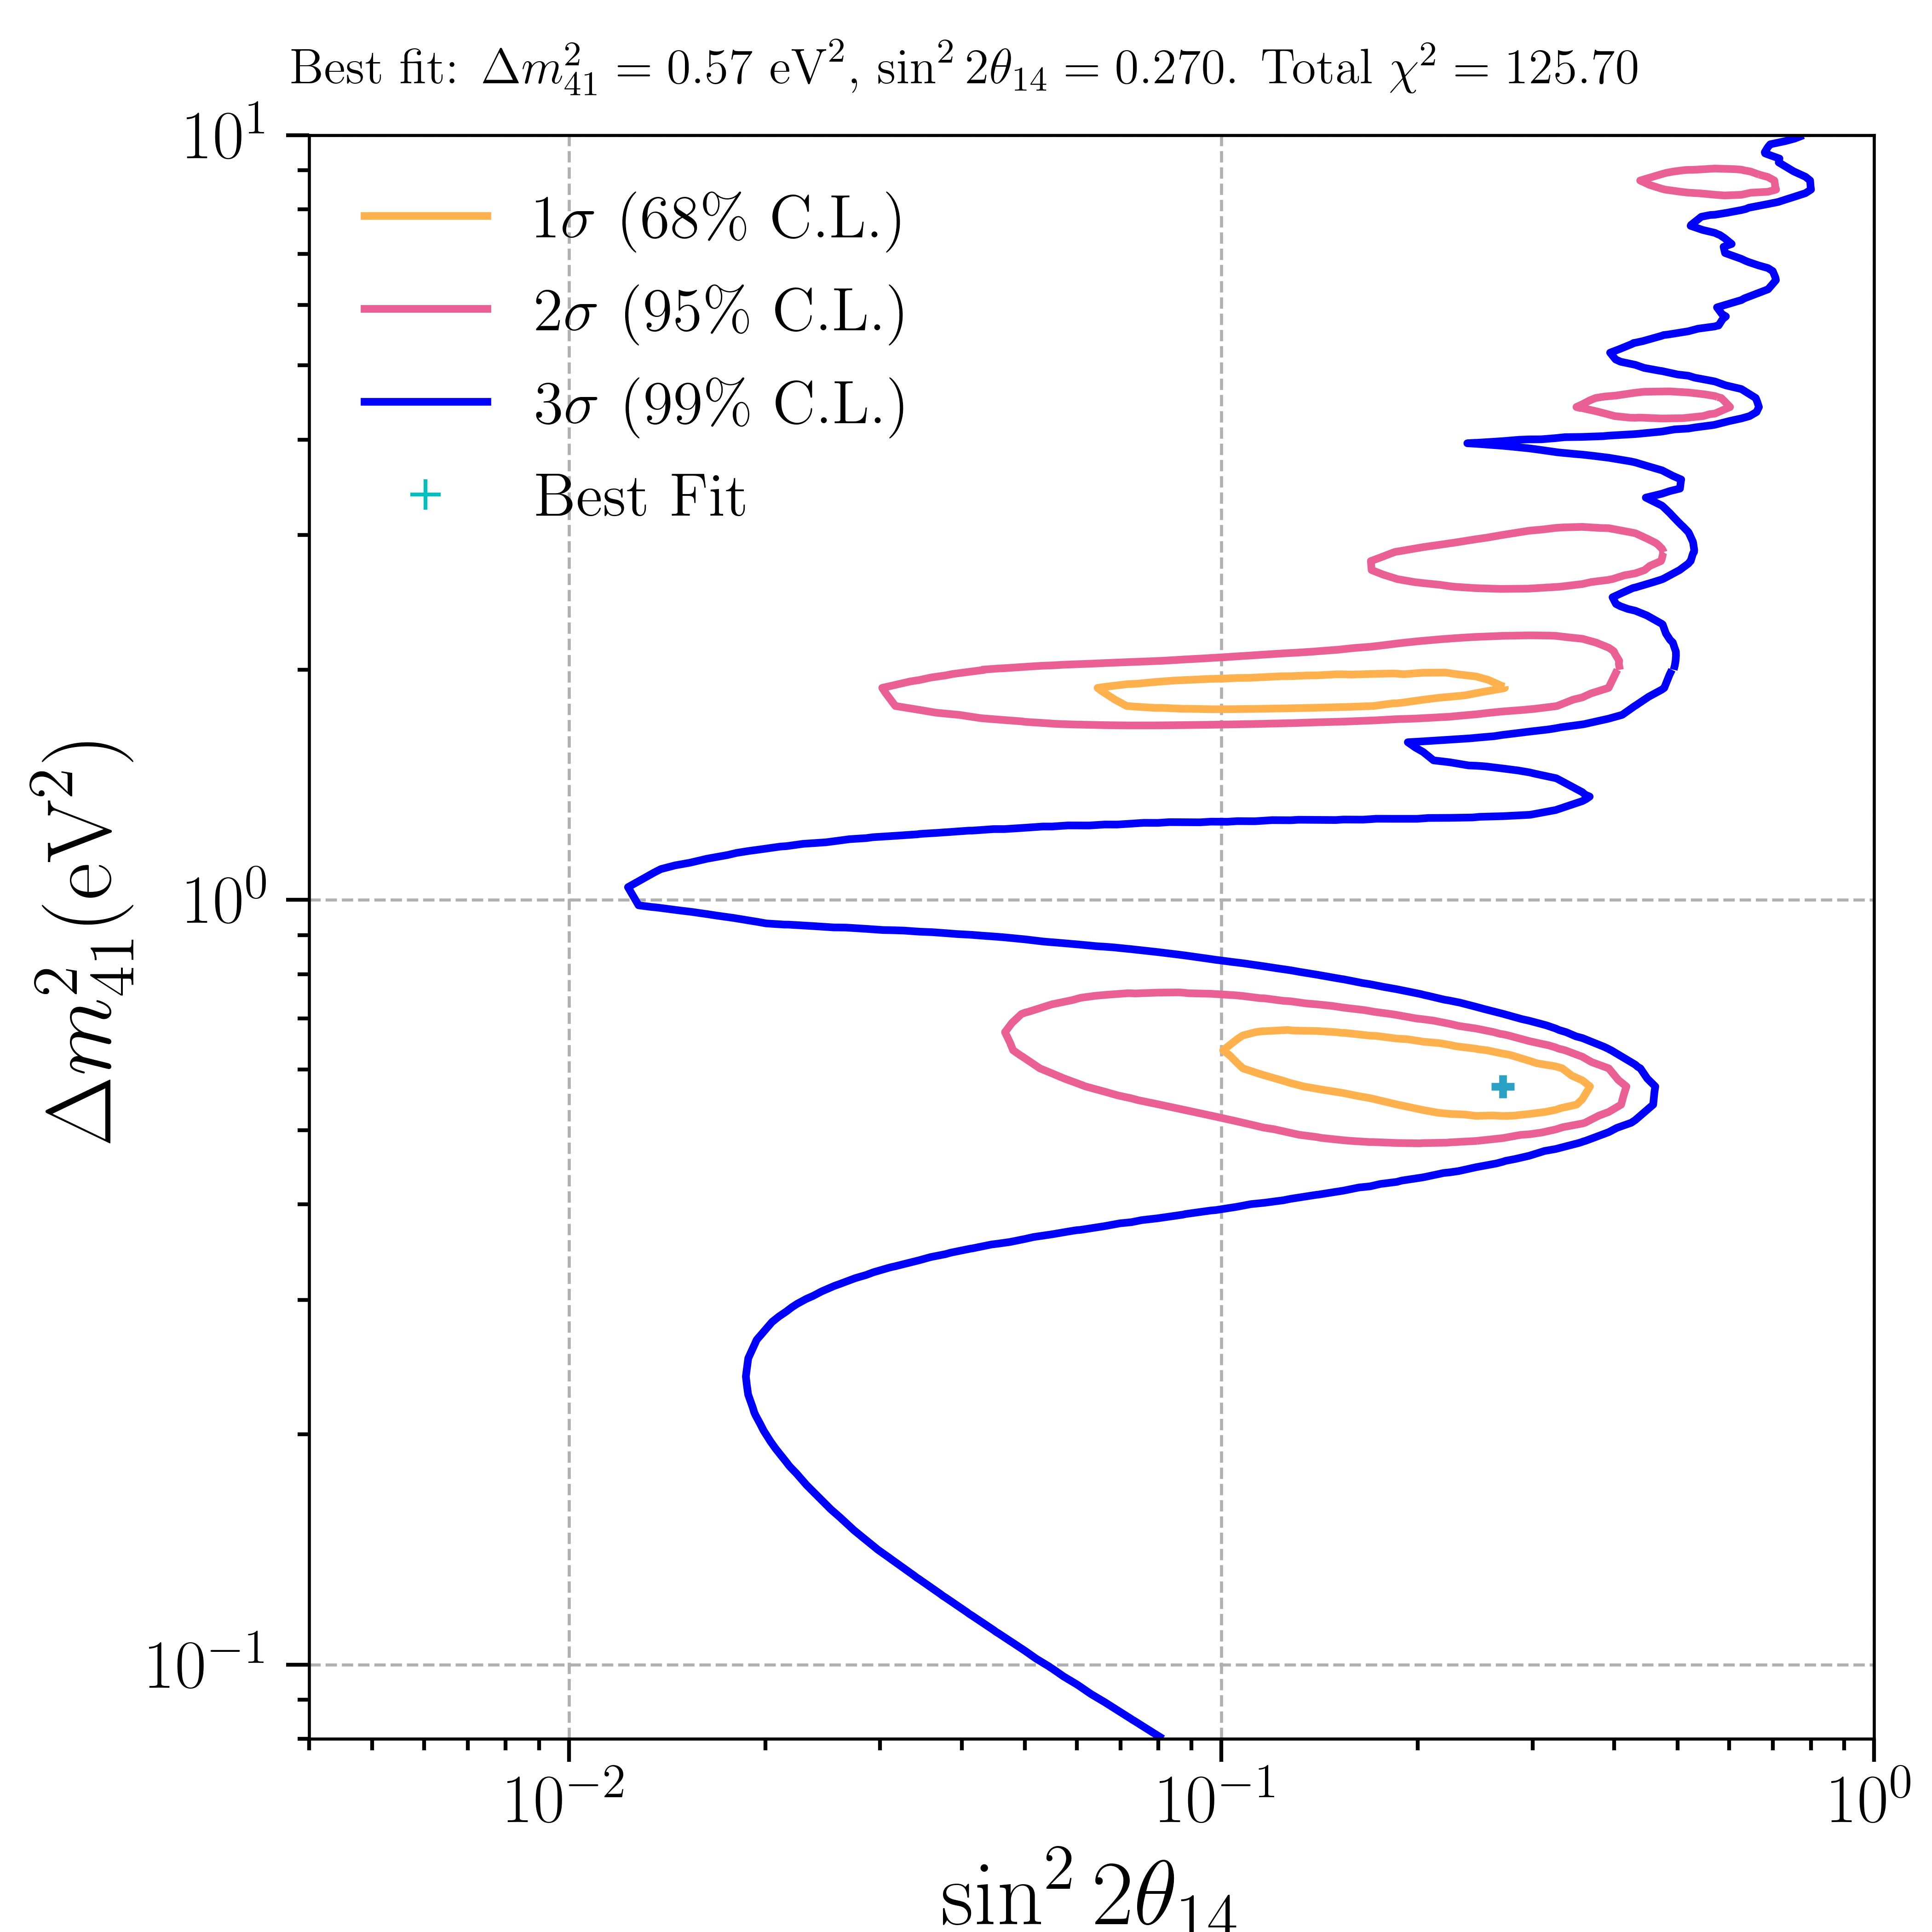 Best fit: Δm²₄₁ = 0.57 eV², sin² 2θ₁₄ = 0.270. Total χ² = 125.70
10¹
1σ (68% C.L.)
2σ (95% C.L.)
3σ (99% C.L.)
Best Fit
Δm²₄₁(eV²)
10⁰
10⁻¹
10⁻² 10⁻¹ 10⁰
sin² 2θ₁₄